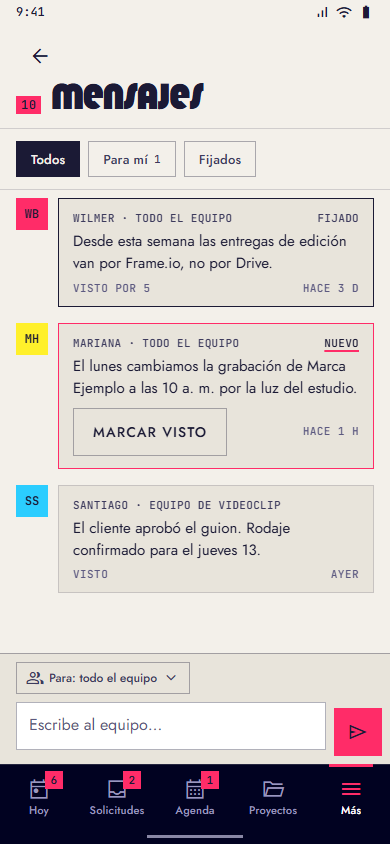 9:41
10 mensajes
Todos
Para mí 1
Fijados
WB
WILMER · TODO EL EQUIPO
FIJADO
Desde esta semana las entregas de edición
van por Frame.io, no por Drive.
VISTO POR 5
HACE 3 D
MH
MARIANA · TODO EL EQUIPO
NUEVO
El lunes cambiamos la grabación de Marca
Ejemplo a las 10 a. m. por la luz del estudio.
MARCAR VISTO
HACE 1 H
SS
SANTIAGO · EQUIPO DE VIDEOCLIP
El cliente aprobó el guion. Rodaje
confirmado para el jueves 13.
VISTO
AYER
Para: todo el equipo
Escribe al equipo...
6
2
1
Hoy
Solicitudes
Agenda
Proyectos
Más